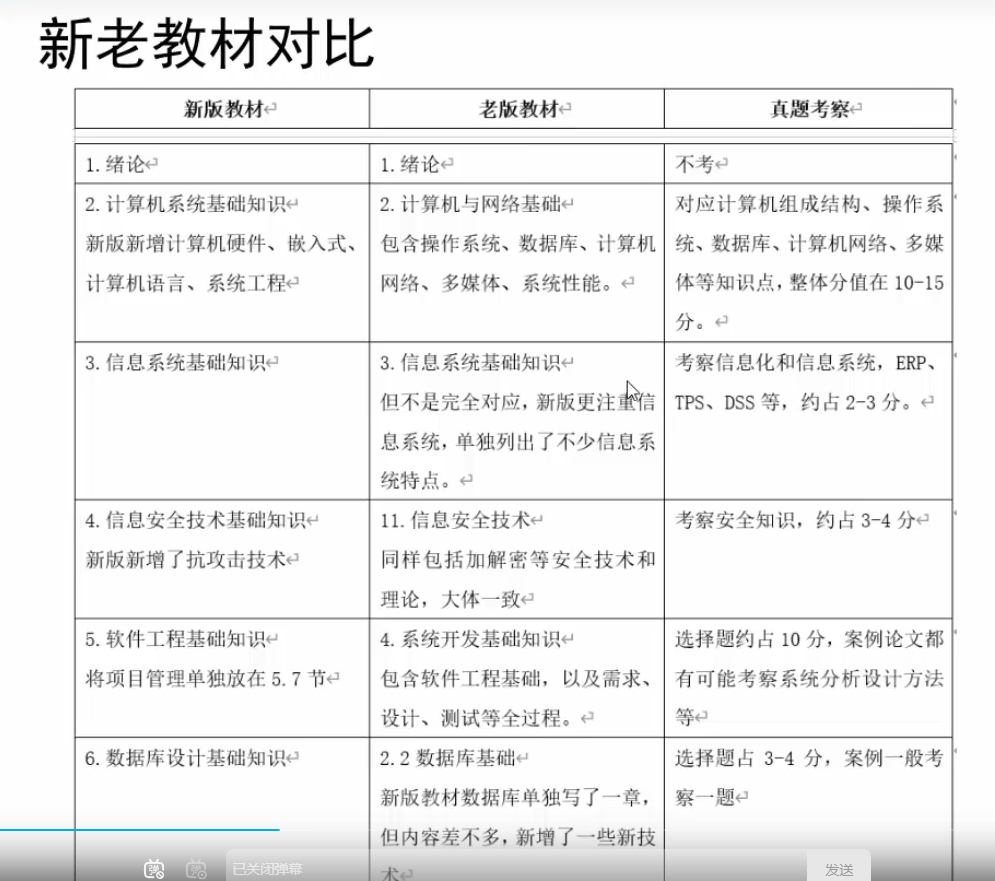 新老教材对比
新版教材 老版教材 真题考察
1.绪论 1.绪论 不考
2.计算机系统基础知识
新版新增计算机硬件、嵌入式、
计算机语言、系统工程
2.计算机与网络基础
包含操作系统、数据库、计算机
网络、多媒体、系统性能。
对应计算机组成结构、操作系
统、数据库、计算机网络、多媒
体等知识点，整体分值在 10-15
分。
3.信息系统基础知识
3.信息系统基础知识
但不是完全对应，新版更注重信
息系统，单独列出了不少信息系
统特点。
考察信息化和信息系统，ERP、
TPS、DSS 等，约占 2-3 分。
4.信息安全技术基础知识
新版新增了抗攻击技术
11.信息安全技术
同样包括加解密等安全技术和
理论，大体一致
考察安全知识，约占 3-4 分
5.软件工程基础知识
将项目管理单独放在 5.7 节
4.系统开发基础知识
包含软件工程基础，以及需求、
设计、测试等全过程。
选择题约占 10 分，案例论文都
有可能考察系统分析设计方法
等
6.数据库设计基础知识
2.2 数据库基础
新版教材数据库单独写了一章，
但内容差不多，新增了一些新技
术
选择题占 3-4 分，案例一般考
察一题
弹 弹 已关闭弹幕 发送